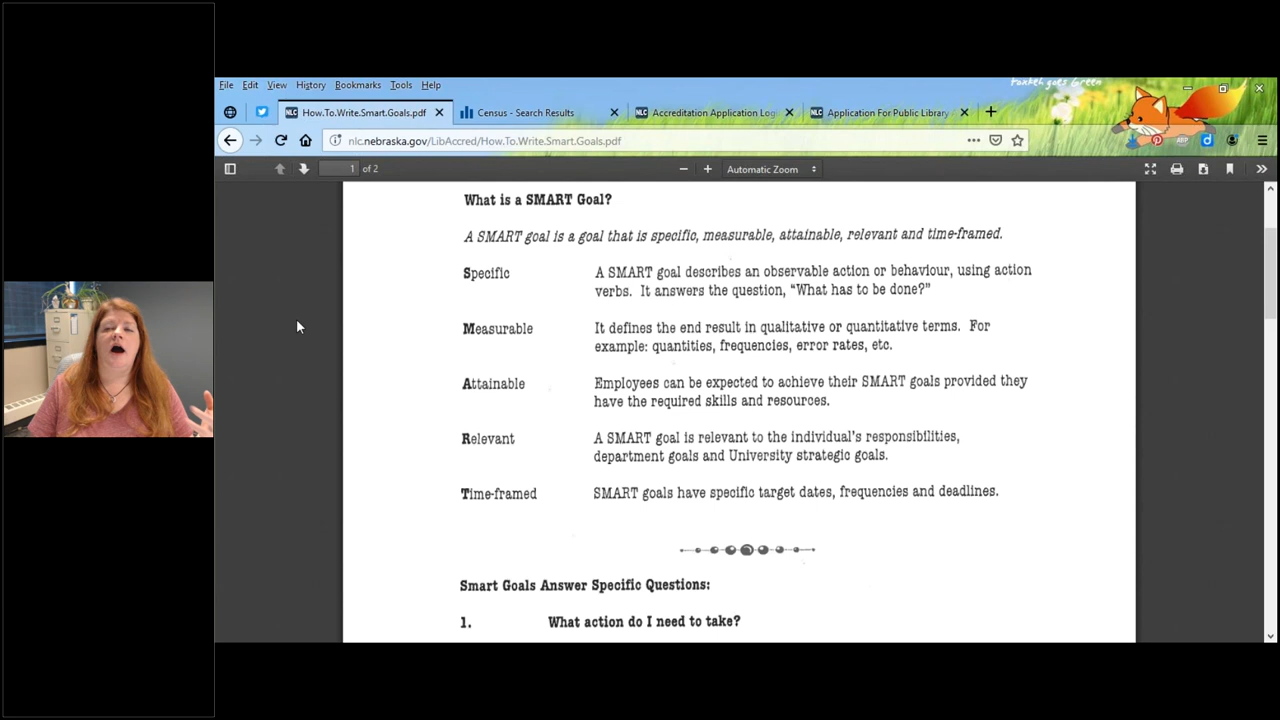 Foxkeh goes Green
File Edit View History Bookmarks Tools Help
How.To.Write.Smart.Goals.pdf
Census - Search Results
Accreditation Application Log
Application For Public Library
nlc.nebraska.gov/LibAccred/How.To.Write.Smart.Goals.pdf
1 of 2
Automatic Zoom
What is a SMART Goal?
A SMART goal is a goal that is specific, measurable, attainable, relevant and time-framed.
Specific A SMART goal describes an observable action or behaviour, using action
verbs. It answers the question, “What has to be done?”
Measurable It defines the end result in qualitative or quantitative terms. For
example: quantities, frequencies, error rates, etc.
Attainable Employees can be expected to achieve their SMART goals provided they
have the required skills and resources.
Relevant A SMART goal is relevant to the individual’s responsibilities,
department goals and University strategic goals.
Time-framed SMART goals have specific target dates, frequencies and deadlines.
Smart Goals Answer Specific Questions:
1. What action do I need to take?